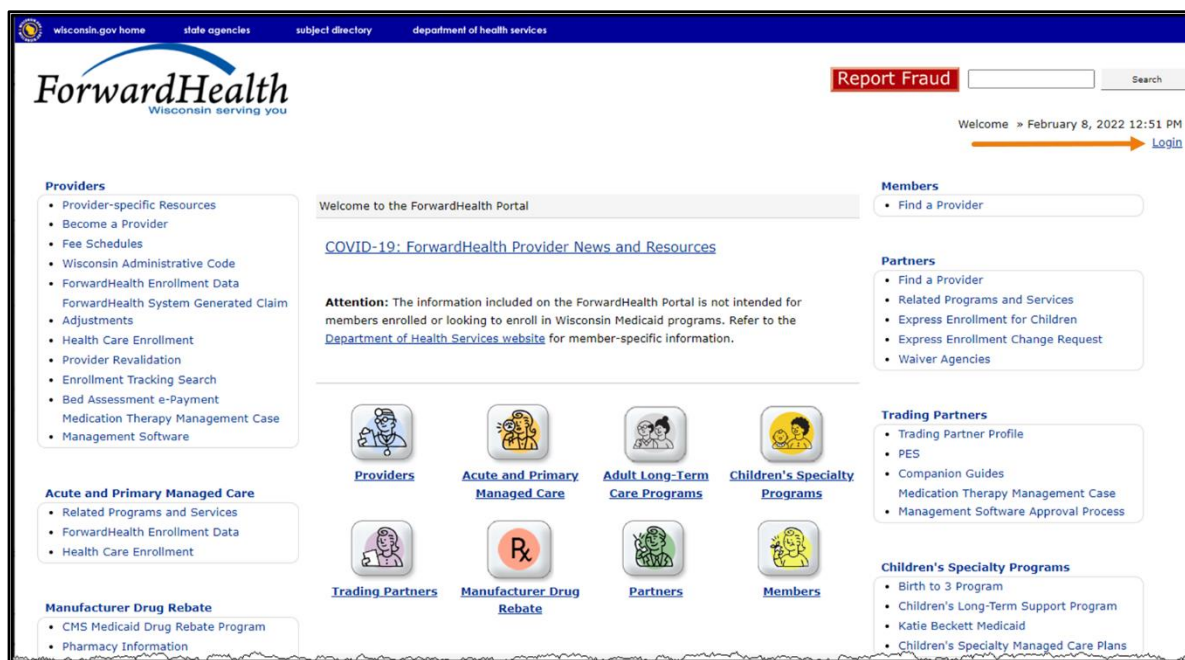 wisconsin.gov home state agencies subject directory department of health services
ForwardHealth
Wisconsin serving you
Report Fraud
Search
Welcome » February 8, 2022 12:51 PM
Login
Providers
Provider-specific Resources
Become a Provider
Fee Schedules
Wisconsin Administrative Code
ForwardHealth Enrollment Data
ForwardHealth System Generated Claim
Adjustments
Health Care Enrollment
Provider Revalidation
Enrollment Tracking Search
Bed Assessment e-Payment
Medication Therapy Management Case
Management Software
Acute and Primary Managed Care
Related Programs and Services
ForwardHealth Enrollment Data
Health Care Enrollment
Manufacturer Drug Rebate
CMS Medicaid Drug Rebate Program
Pharmacy Information
Welcome to the ForwardHealth Portal
COVID-19: ForwardHealth Provider News and Resources
Attention: The information included on the ForwardHealth Portal is not intended for
members enrolled or looking to enroll in Wisconsin Medicaid programs. Refer to the
Department of Health Services website for member-specific information.
Providers
Acute and Primary
Managed Care
Adult Long-Term
Care Programs
Children's Specialty
Programs
Trading Partners
Rx
Manufacturer Drug
Rebate
Partners
Members
Members
Find a Provider
Partners
Find a Provider
Related Programs and Services
Express Enrollment for Children
Express Enrollment Change Request
Waiver Agencies
Trading Partners
Trading Partner Profile
PES
Companion Guides
Medication Therapy Management Case
Management Software Approval Process
Children's Specialty Programs
Birth to 3 Program
Children's Long-Term Support Program
Katie Beckett Medicaid
Children's Specialty Managed Care Plans